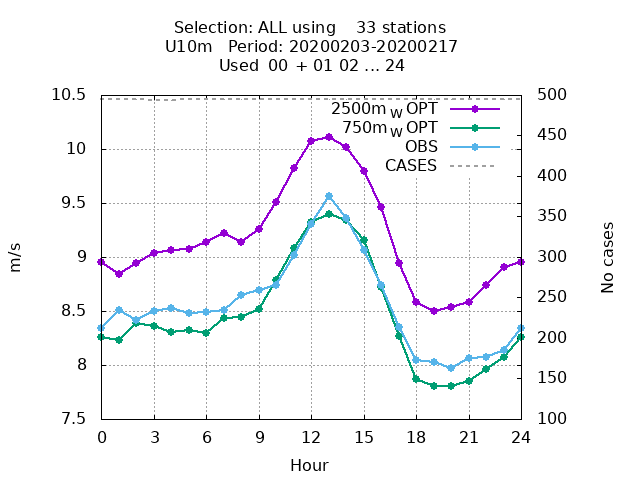 Selection: ALL using    33 stations
U10m   Period: 20200203-20200217
Used  00  + 01 02 ... 24
10.5
10
9.5
9
8.5
8
7.5
500
450
400
350
300
250
200
150
100
2500m W OPT
750m W OPT
OBS
CASES
m/s
No cases
0 3 6 9 12 15 18 21 24
Hour